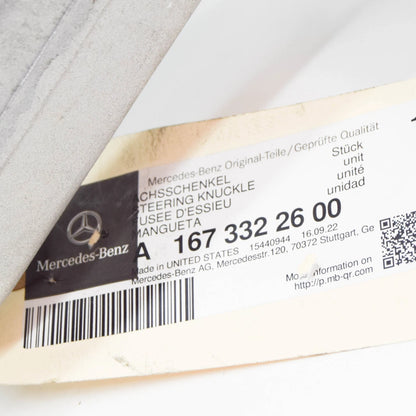 Mercedes-Benz Original-Teile/Geprüfte Qualität
ACHSSCHENKEL Stück
STEERING KNUCKLE unit
FUSEE D'ESSIEU unité
MANGUETA unidad
A 167 332 26 00
Made in UNITED STATES 15440944 16.09.22
Mercedes-Benz AG, Mercedesstr.120, 70372 Stuttgart, Ge
More information on
http://p.mb-qr.com
Mercedes-Benz